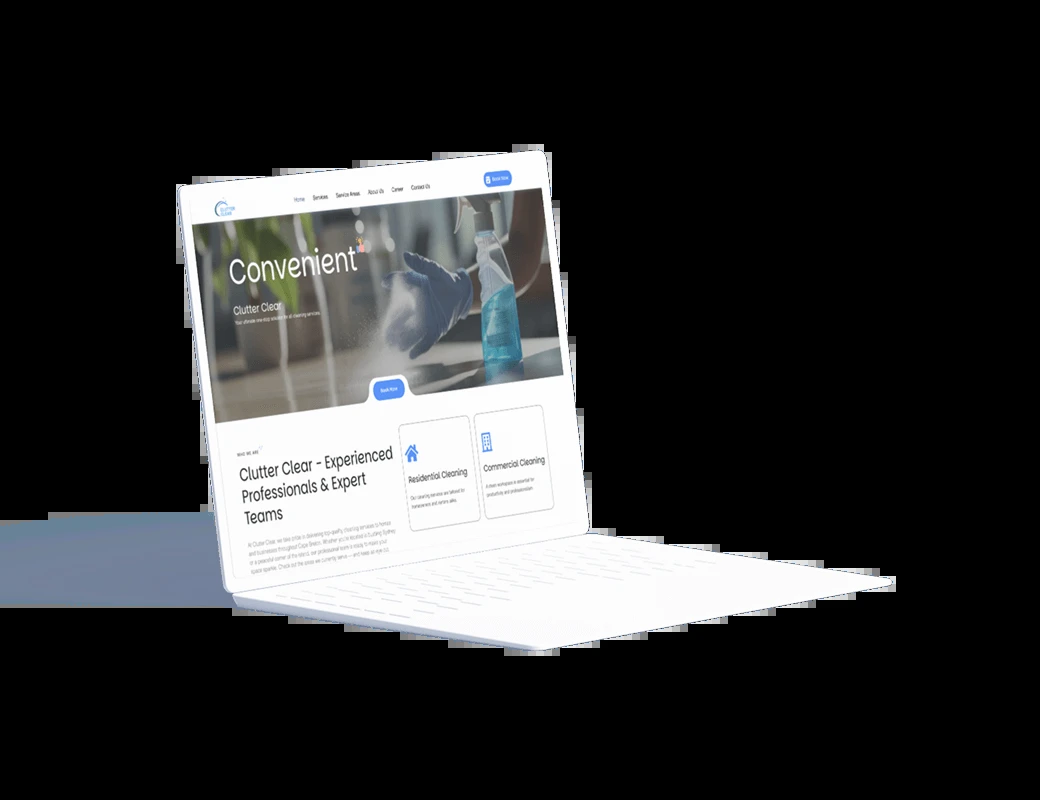 CLUTTER
CLEAR
Home Services Service Areas About Us Career Contact Us
Book Now
Convenient
Clutter Clear
Your ultimate one-stop solution for all cleaning services.
Book Now
WHO WE ARE
Clutter Clear - Experienced
Professionals & Expert
Teams
At Clutter Clear, we take pride in delivering top-quality cleaning services to homes
and businesses throughout Cape Breton. Whether you're located in bustling Sydney
or a peaceful corner of the island, our professional team is ready to make your
space sparkle. Check out the areas we currently serve — and keep an eye out
Residential Cleaning
Our cleaning services are tailored for
homeowners and renters alike.
Commercial Cleaning
A clean workspace is essential for
productivity and professionalism.